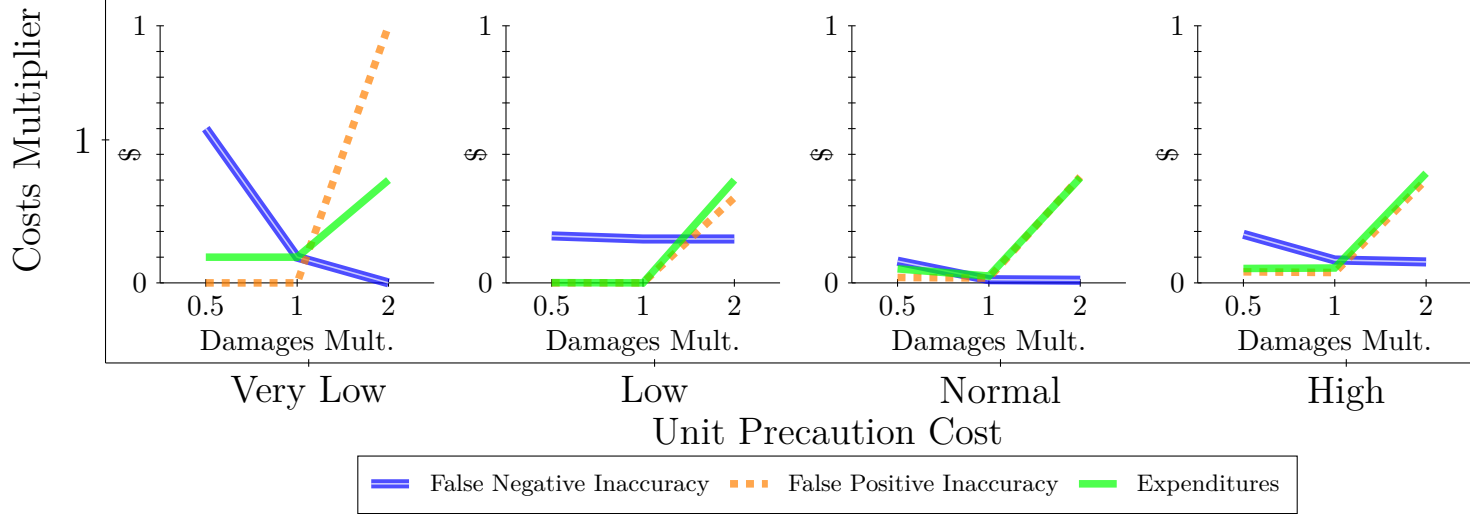 Costs Multiplier
1
1
0
$
0.5 1 2
Damages Mult.
1
0
$
0.5 1 2
Damages Mult.
1
0
$
0.5 1 2
Damages Mult.
1
0
$
0.5 1 2
Damages Mult.
Very Low
Low
Normal
High
Unit Precaution Cost
False Negative Inaccuracy
False Positive Inaccuracy
Expenditures